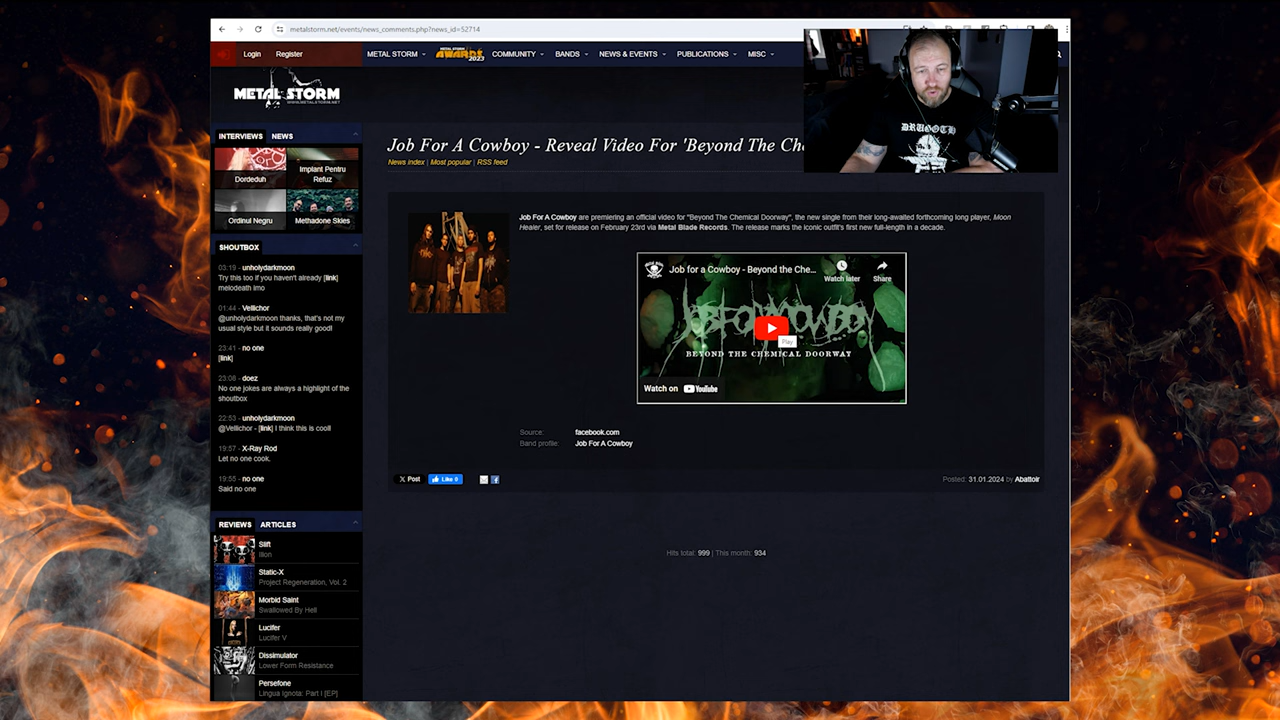 metalstorm.net/events/news_comments.php?news_id=52714
Login Register METAL STORM METAL STORM AWARDS 2023 COMMUNITY BANDS NEWS & EVENTS PUBLICATIONS MISC
METAL STORM
WWW.METALSTORM.NET
INTERVIEWS NEWS
Dordeduh
Implant Pentru
Refuz
Ordinul Negru
Methadone Skies
SHOUTBOX
03:19 - unholydarkmoon
Try this too if you haven't already [link]
melodeath imo
01:44 - Vellichor
@unholydarkmoon thanks, that's not my
usual style but it sounds really good!
23:41 - no one
[link]
23:08 - doez
No one jokes are always a highlight of the
shoutbox
22:53 - unholydarkmoon
@Vellichor - [link] I think this is cool!
19:57 - X-Ray Rod
Let no one cook.
19:55 - no one
Said no one
REVIEWS ARTICLES
Slift
Ilion
Static-X
Project Regeneration, Vol. 2
Morbid Saint
Swallowed By Hell
Lucifer
Lucifer V
Dissimulator
Lower Form Resistance
Persefone
Lingua Ignota: Part I [EP]
Job For A Cowboy - Reveal Video For 'Beyond The Ch
News index | Most popular | RSS feed
Job For A Cowboy are premiering an official video for "Beyond The Chemical Doorway", the new single from their long-awaited forthcoming long player, Moon
Healer, set for release on February 23rd via Metal Blade Records. The release marks the iconic outfit's first new full-length in a decade.
Job for a Cowboy - Beyond the Che...
Watch later
Share
JOB FOR A COWBOY
Play
BEYOND THE CHEMICAL DOORWAY
Watch on YouTube
Source: facebook.com
Band profile: Job For A Cowboy
X Post Like 0
Posted: 31.01.2024 by Abattoir
Hits total: 999 | This month: 934
DRUGOTH